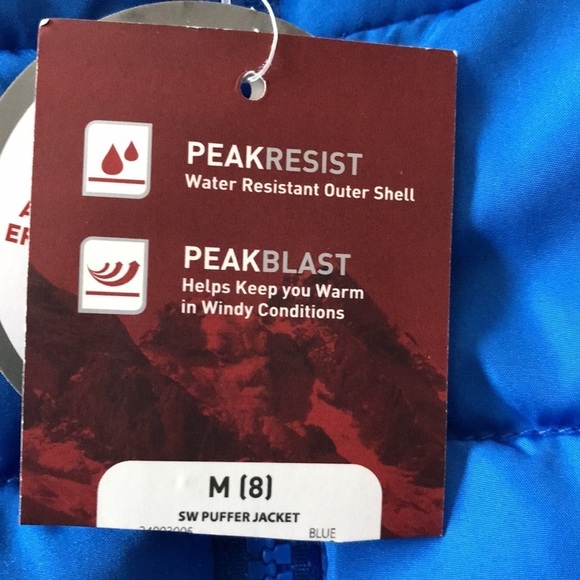 PEAKRESIST
Water Resistant Outer Shell
PEAKBLAST
Helps Keep you Warm
in Windy Conditions
M (8)
SW PUFFER JACKET
BLUE